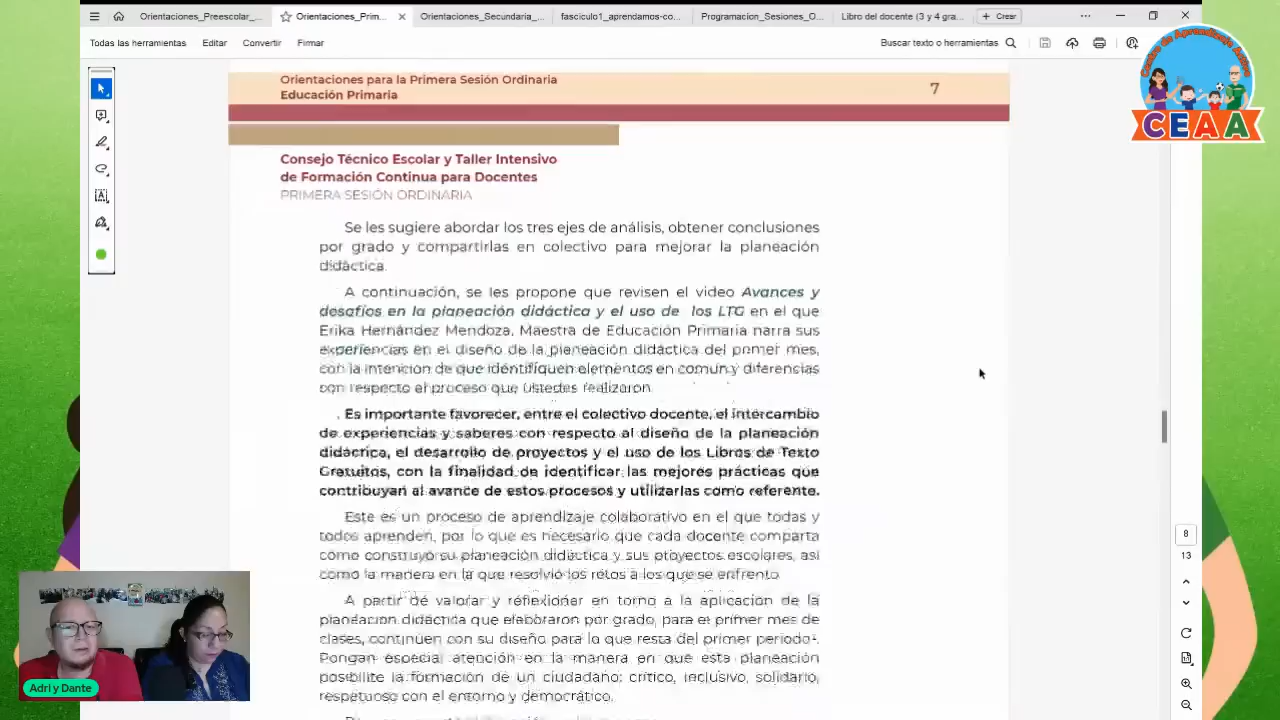 Orientaciones_Preescolar_...
Orientaciones_Prim...
Orientaciones_Secundaria_...
fasciculo1_aprendamos-co...
Programacion_Sesiones_O...
Libro del docente (3 y 4 gra...
Crear
Todas las herramientas
Editar
Convertir
Firmar
Buscar texto o herramientas
Centro de Aprendizaje Activo
CEAA
Orientaciones para la Primera Sesión Ordinaria
Educación Primaria
7
Consejo Técnico Escolar y Taller Intensivo
de Formación Continua para Docentes
PRIMERA SESIÓN ORDINARIA
Se les sugiere abordar los tres ejes de análisis, obtener conclusiones
por grado y compartirlas en colectivo para mejorar la planeación
didáctica.
A continuación, se les propone que revisen el video Avances y
desafíos en la planeación didáctica y el uso de los LTG en el que
Erika Hernández Mendoza, Maestra de Educación Primaria narra sus
experiencias en el diseño de la planeación didáctica del primer mes,
con la intención de que identifiquen elementos en común y diferencias
con respecto al proceso que ustedes realizaron.
Es importante favorecer, entre el colectivo docente, el intercambio
de experiencias y saberes con respecto al diseño de la planeación
didáctica, el desarrollo de proyectos y el uso de los Libros de Texto
Gratuitos, con la finalidad de identificar las mejores prácticas que
contribuyan al avance de estos procesos y utilizarlas como referente.
Este es un proceso de aprendizaje colaborativo en el que todas y
todos aprenden, por lo que es necesario que cada docente comparta
cómo construyó su planeación didáctica y sus proyectos escolares, así
como la manera en la que resolvió los retos a los que se enfrentó.
A partir de valorar y reflexionar en torno a la aplicación de la
planeación didáctica que elaboraron por grado, para el primer mes de
clases, continúen con su diseño para lo que resta del primer periodo
Pongan especial atención en la manera en que esta planeación
posibilite la formación de un ciudadano: crítico, inclusivo, solidario,
respetuoso con el entorno y democrático.
8
13
Adri y Dante